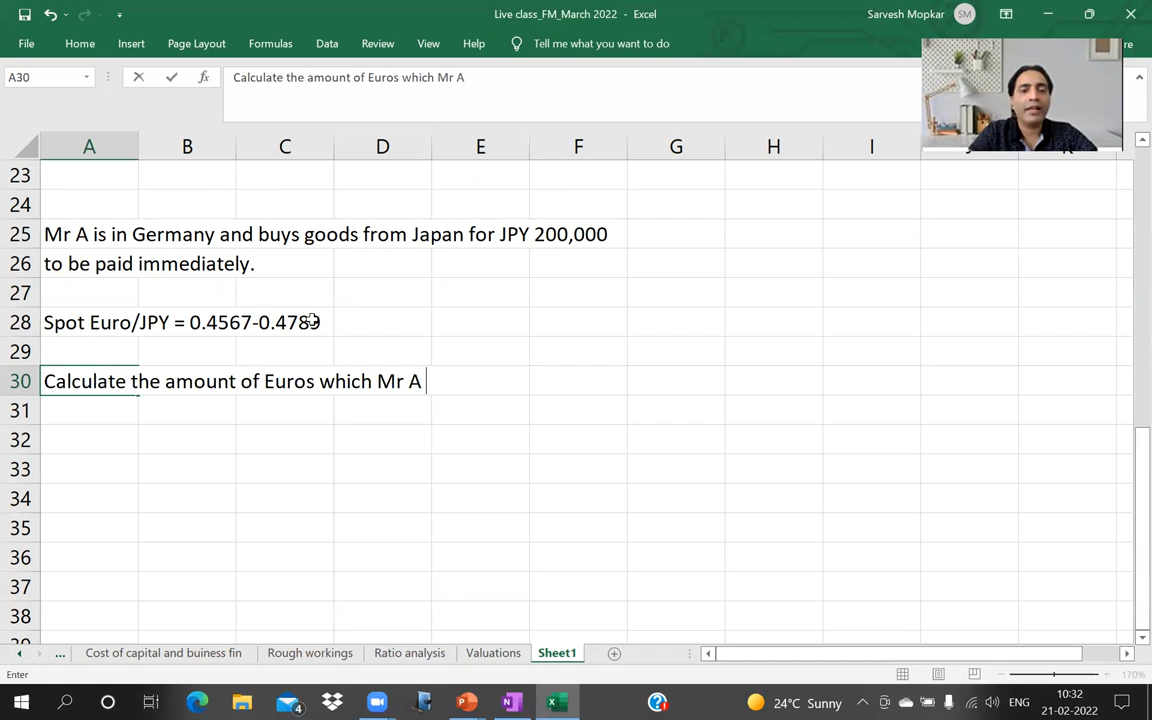 Live class_FM_March 2022 - Excel
Sarvesh Mopkar SM
File Home Insert Page Layout Formulas Data Review View Help Tell me what you want to do re
A30 fx Calculate the amount of Euros which Mr A
A B C D E F G H I
23
24
25 Mr A is in Germany and buys goods from Japan for JPY 200,000
26 to be paid immediately.
27
28 Spot Euro/JPY = 0.4567-0.4789
29
30 Calculate the amount of Euros which Mr A
31
32
33
34
35
36
37
38
... Cost of capital and buiness fin Rough workings Ratio analysis Valuations Sheet1
Enter 170%
4 24°C Sunny ENG 10:32
21-02-2022